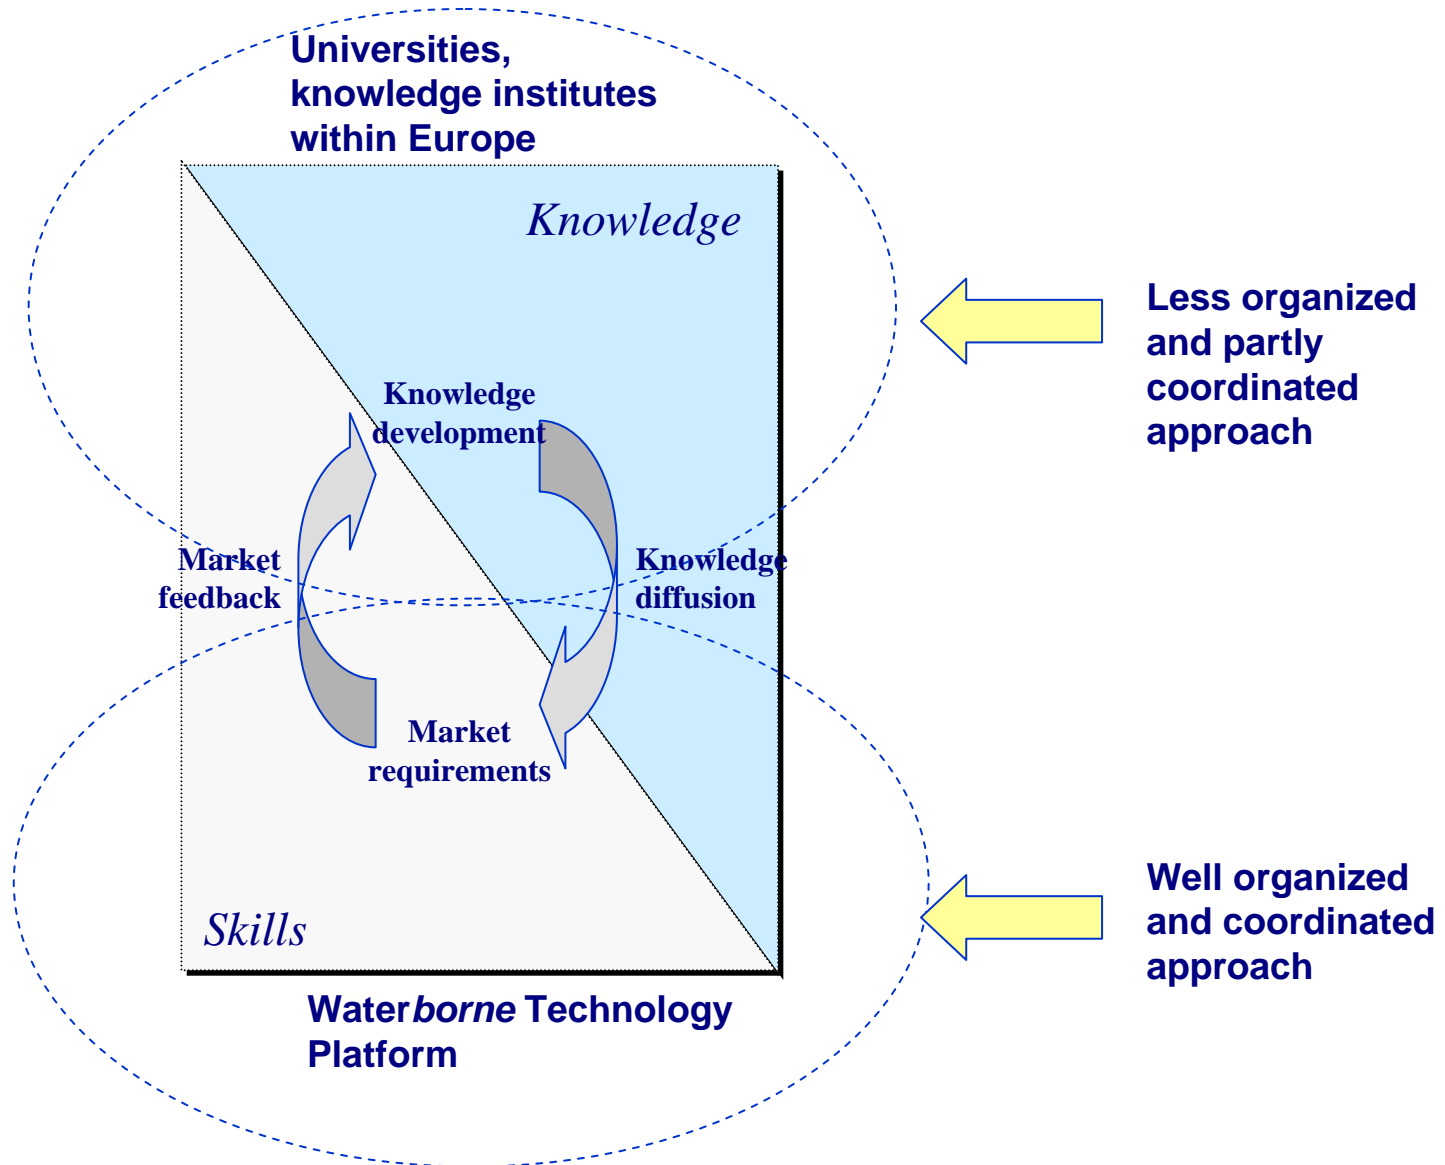 Universities,
knowledge institutes
within Europe
Knowledge
Less organized
and partly
coordinated
approach
Knowledge
development
Market
feedback
Knowledge
diffusion
Market
requirements
Well organized
and coordinated
approach
Skills
Waterborne Technology
Platform